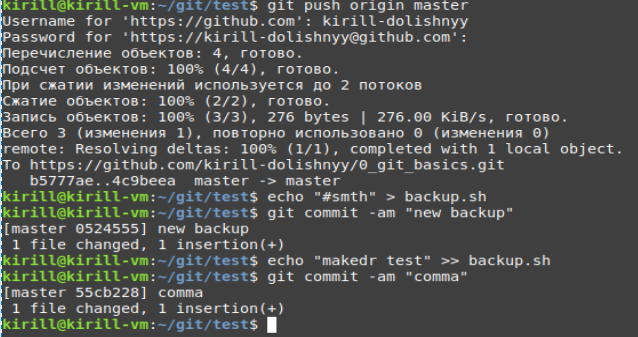 kirill@kirill-vm:~/git/test$ git push origin master
Username for 'https://github.com': kirill-dolishnyy
Password for 'https://kirill-dolishnyy@github.com':
Перечисление объектов: 4, готово.
Подсчет объектов: 100% (4/4), готово.
При сжатии изменений используется до 2 потоков
Сжатие объектов: 100% (2/2), готово.
Запись объектов: 100% (3/3), 276 bytes | 276.00 KiB/s, готово.
Всего 3 (изменения 1), повторно использовано 0 (изменения 0)
remote: Resolving deltas: 100% (1/1), completed with 1 local object.
To https://github.com/kirill-dolishnyy/0_git_basics.git
   b5777ae..4c9beea  master -> master
kirill@kirill-vm:~/git/test$ echo "#smth" > backup.sh
kirill@kirill-vm:~/git/test$ git commit -am "new backup"
[master 0524555] new backup
 1 file changed, 1 insertion(+)
kirill@kirill-vm:~/git/test$ echo "makedr test" >> backup.sh
kirill@kirill-vm:~/git/test$ git commit -am "comma"
[master 55cb228] comma
 1 file changed, 1 insertion(+)
kirill@kirill-vm:~/git/test$